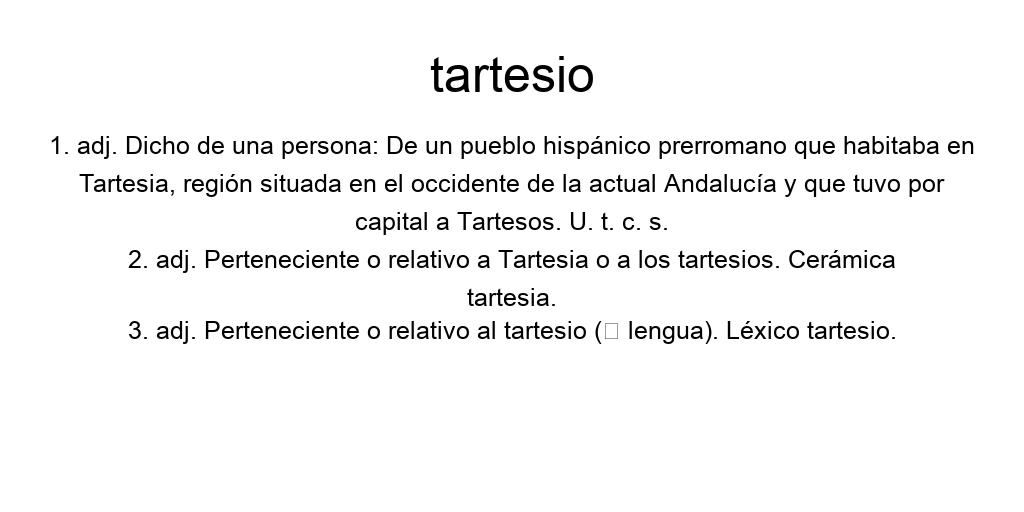 tartesio
1. adj. Dicho de una persona: De un pueblo hispánico prerromano que habitaba en
Tartesia, región situada en el occidente de la actual Andalucía y que tuvo por
capital a Tartesos. U. t. c. s.
2. adj. Perteneciente o relativo a Tartesia o a los tartesios. Cerámica
tartesia.
3. adj. Perteneciente o relativo al tartesio (□ lengua). Léxico tartesio.